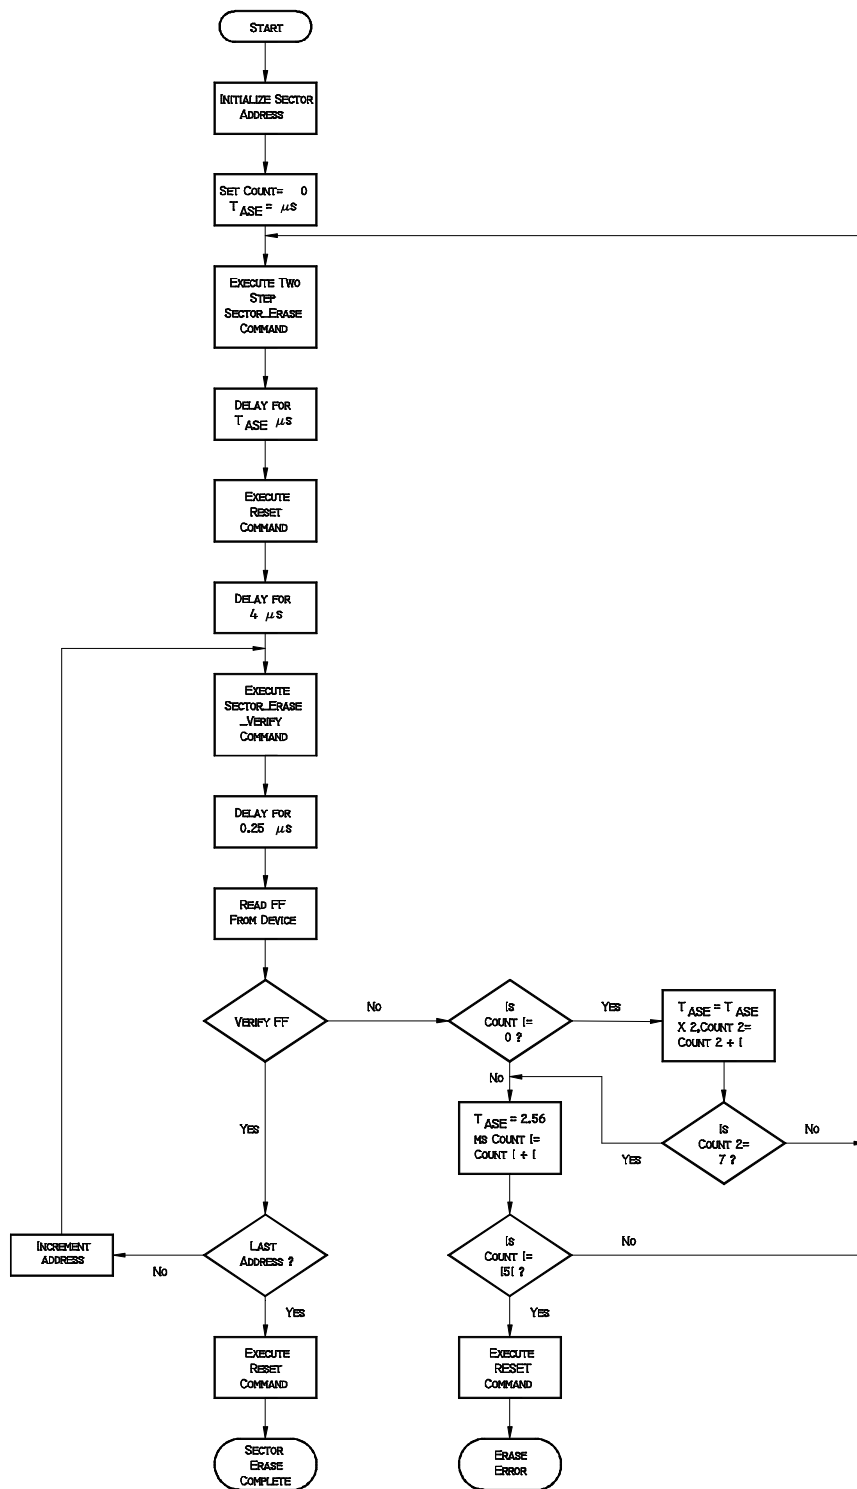 START
INITIALIZE SECTOR
ADDRESS
SET COUNT= 0
T ASE = μS
EXECUTE TWO
STEP
SECTOR_ERASE
COMMAND
DELAY FOR
T ASE μS
EXECUTE
RESET
COMMAND
DELAY FOR
4 μS
EXECUTE
SECTOR_ERASE
_VERIFY
COMMAND
DELAY FOR
0.25 μS
READ FF
FROM DEVICE
VERIFY FF
NO
IS
COUNT 1=
0 ?
YES
T ASE = T ASE
X 2.COUNT 2=
COUNT 2 + 1
NO
YES
T ASE = 2.56
MS COUNT 1=
COUNT 1 + 1
IS
COUNT 2=
7 ?
NO
YES
INCREMENT
ADDRESS
NO
LAST
ADDRESS ?
IS
COUNT 1=
151 ?
NO
YES
YES
EXECUTE
RESET
COMMAND
EXECUTE
RESET
COMMAND
SECTOR
ERASE
COMPLETE
ERASE
ERROR